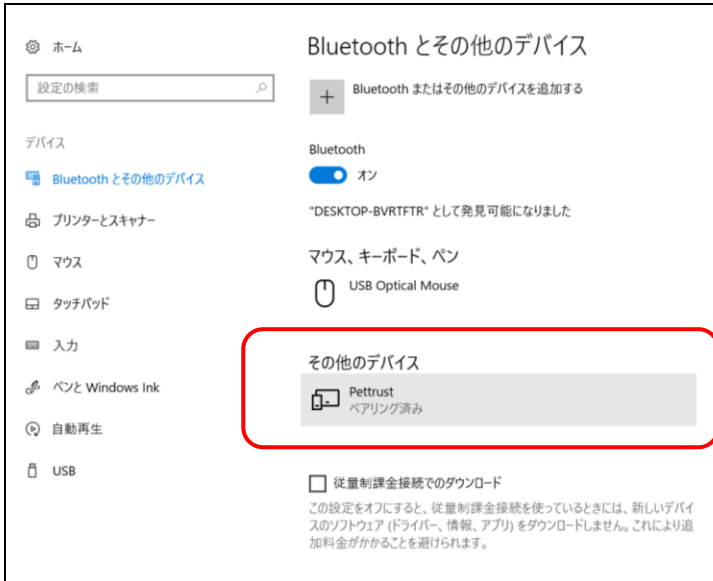 ホーム
設定の検索
デバイス
Bluetooth とその他のデバイス
プリンターとスキャナー
マウス
タッチパッド
入力
ペンと Windows Ink
自動再生
USB
Bluetooth とその他のデバイス
Bluetooth またはその他のデバイスを追加する
Bluetooth
オン
"DESKTOP-BVRTFTR" として発見可能になりました
マウス、キーボード、ペン
USB Optical Mouse
その他のデバイス
Pettrust
ペアリング済み
従量制課金接続でのダウンロード
この設定をオフにすると、従量制課金接続を使っているときには、新しいデバイ
スのソフトウェア (ドライバー、情報、アプリ) をダウンロードしません。これにより追
加料金がかかることを避けられます。